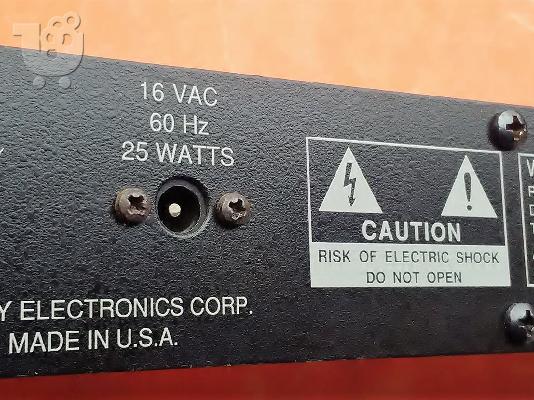 16 VAC
60 Hz
25 WATTS
CAUTION
RISK OF ELECTRIC SHOCK
DO NOT OPEN
Y ELECTRONICS CORP.
MADE IN U.S.A.